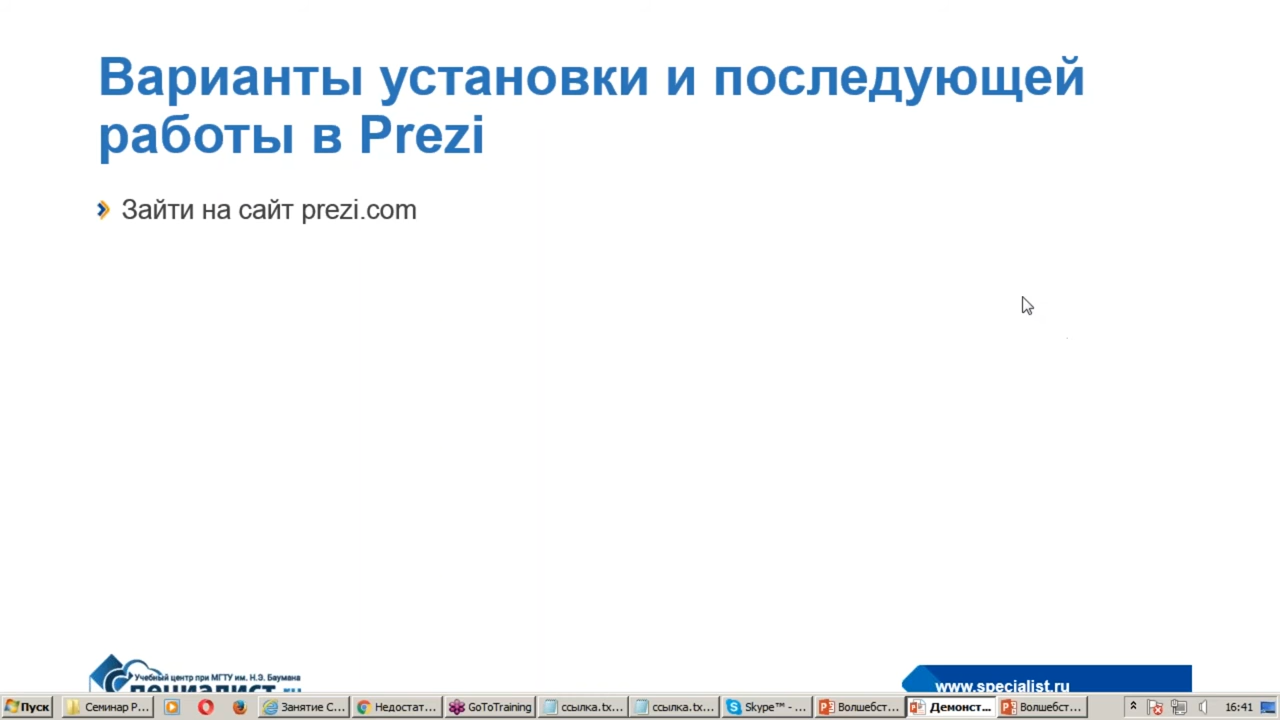 Варианты установки и последующей
работы в Prezi
Зайти на сайт prezi.com
Учебный центр при МГТУ им. Н.Э. Баумана
www.specialist.ru
Пуск
Семинар Р...
Занятие С...
Недостат...
GoToTraining
ссылка.tx...
ссылка.tx...
Skype™ - ...
Волшебст...
Демонст...
Волшебст...
16:41